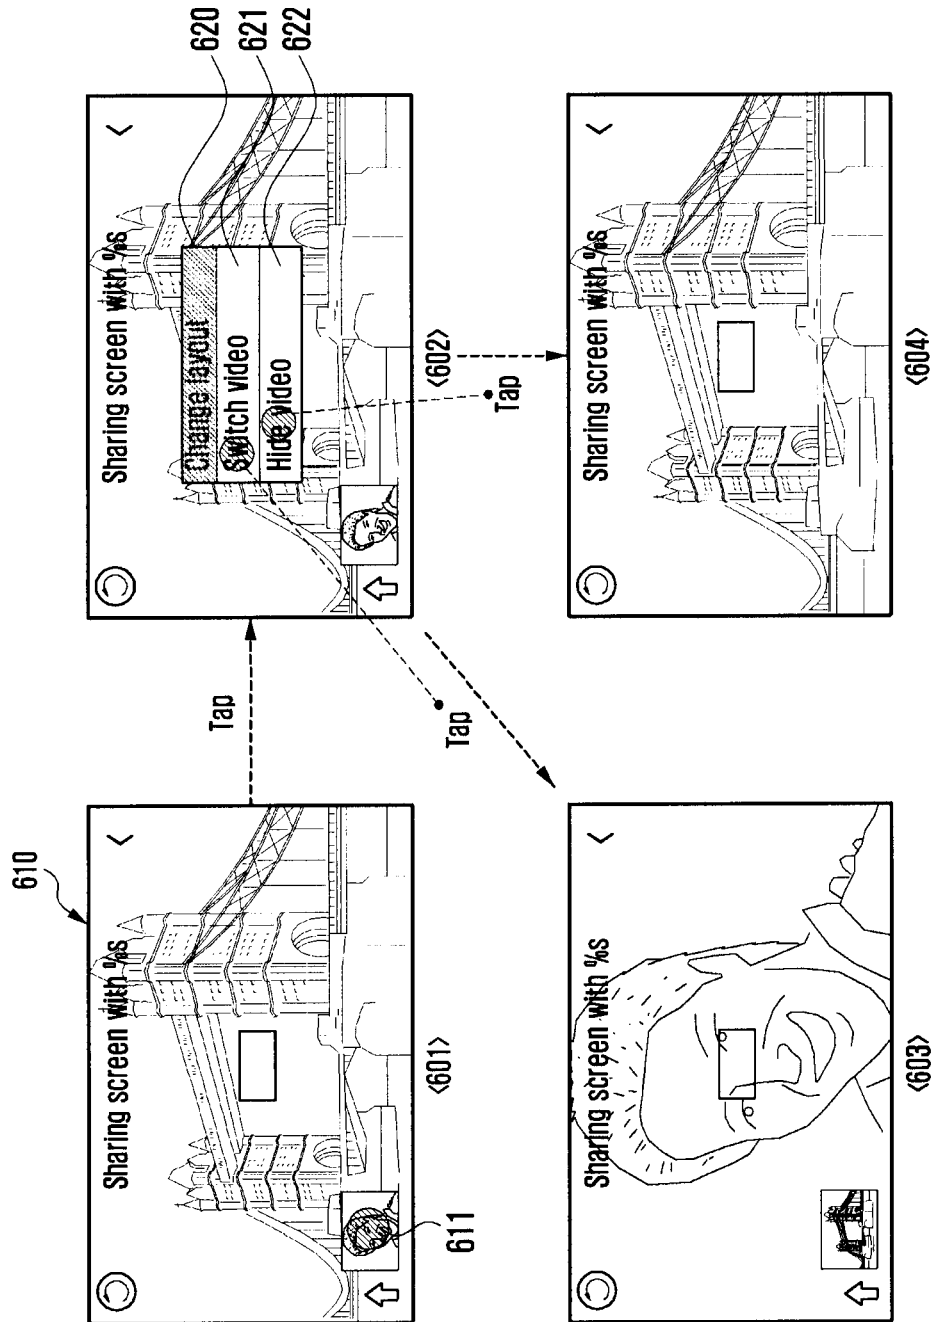 610
Sharing screen with %s
611
<601>
Tap
Sharing screen with %s
Change layout
Switch video
Hide video
620
621
622
<602>
Tap
Tap
Sharing screen with %s
<603>
Sharing screen with %s
<604>